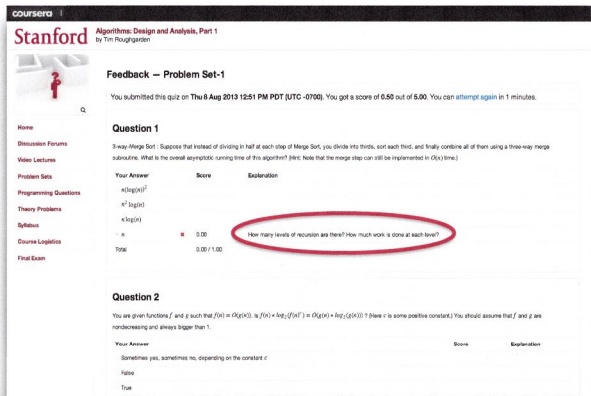 coursera
Stanford
Algorithms: Design and Analysis, Part 1
by Tim Roughgarden
Feedback — Problem Set-1
You submitted this quiz on Thu 8 Aug 2013 12:51 PM PDT (UTC -0700). You got a score of 0.50 out of 5.00. You can attempt again in 1 minutes.
Home
Discussion Forums
Video Lectures
Problem Sets
Programming Questions
Theory Problems
Syllabus
Course Logistics
Final Exam
Question 1
3-way-Merge Sort : Suppose that instead of dividing in half at each step of Merge Sort, you divide into thirds, sort each third, and finally combine all of them using a three-way merge
subroutine. What is the overall asymptotic running time of this algorithm? (Hint: Note that the merge step can still be implemented in O(n) time.)
Your Answer Score Explanation
n(log(n))²
n² log(n)
n log(n)
n 0.00 How many levels of recursion are there? How much work is done at each level?
Total 0.00 / 1.00
Question 2
You are given functions f and g such that f(n) = O(g(n)). Is f(n) * log₂(f(n)ᶜ) = O(g(n) * log₂(g(n))) ? (Here c is some positive constant.) You should assume that f and g are
nondecreasing and always bigger than 1.
Your Answer Score Explanation
Sometimes yes, sometimes no, depending on the constant c
False
True